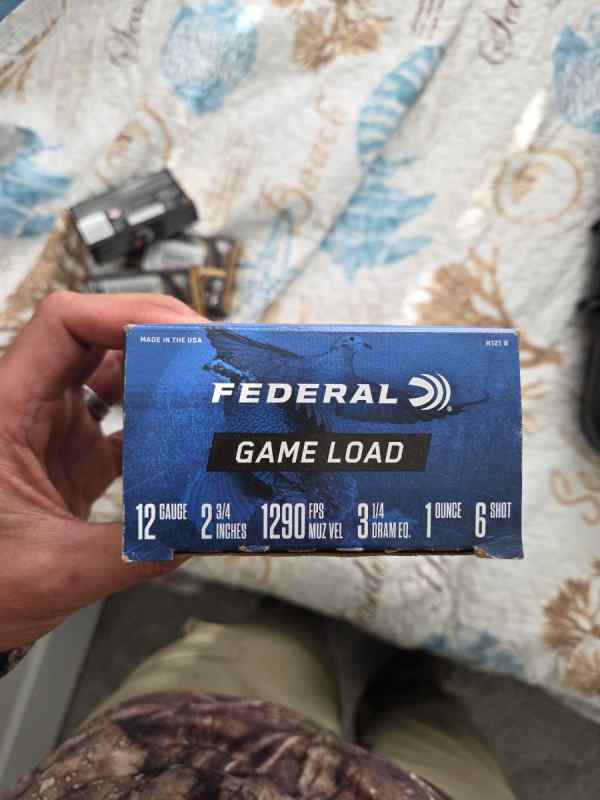 MADE IN THE USA
H121 6
FEDERAL
GAME LOAD
12 GAUGE 2 3/4 INCHES 1290 FPS MUZ VEL 3 1/4 DRAM EQ. 1 OUNCE 6 SHOT
Beach